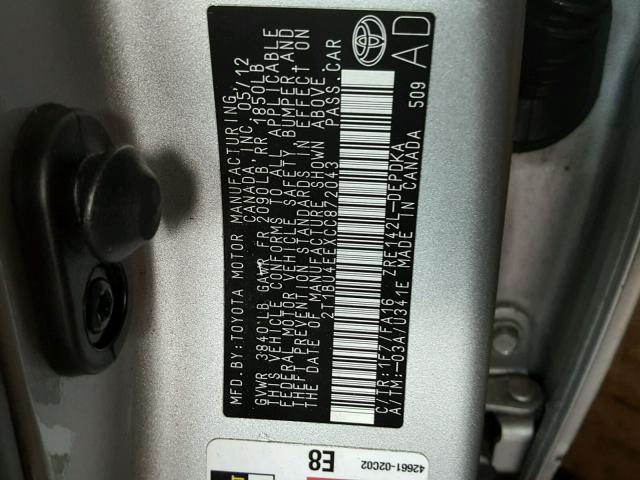 MFD. BY: TOYOTA MOTOR MANUFACTURING
CANADA, INC. 05/12
GVWR 3840LB GAWR FR 2090LB RR 1850LB
THIS VEHICLE CONFORMS TO ALL APPLICABLE
FEDERAL MOTOR VEHICLE SAFETY, BUMPER, AND
THEFT PREVENTION STANDARDS IN EFFECT ON
THE DATE OF MANUFACTURE SHOWN ABOVE.
2T1BU4EEXCC872043 PASS.CAR
C/TR:1F7/FA16 ZRE142L-DEPDKA
A/TM:-03A/U341E MADE IN CANADA 509
AD
E8
42661-02C02